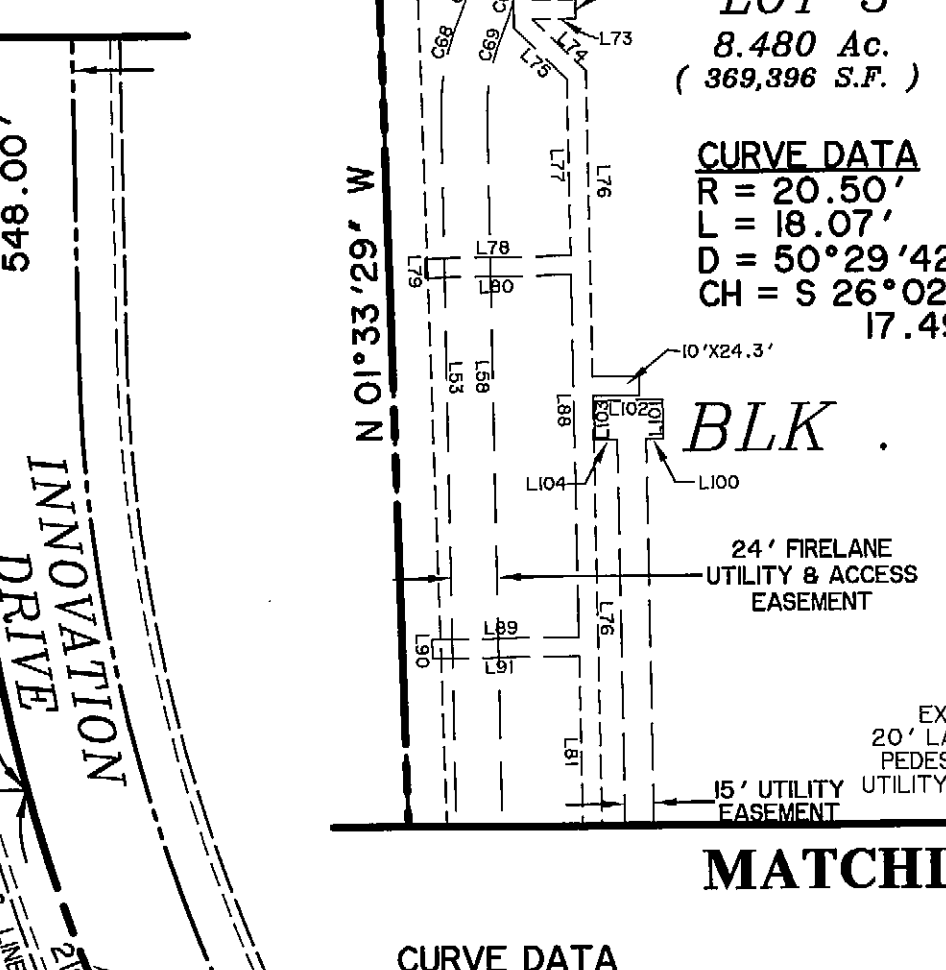 LOT 3
8.480 Ac.
( 369,396 S.F. )
548.00'
N 01°33'29" W
C68
C69
L73
L74
L75
L77
L76
CURVE DATA
R = 20.50'
L = 18.07'
D = 50°29'42
CH = S 26°02
17.49
L78
L79
L80
L53
L58
10'X24.3'
L88
L103
L102
L101
BLK .
L104
L100
INNOVATION
DRIVE
24' FIRELANE
UTILITY & ACCESS
EASEMENT
L76
L89
L90
L91
L81
EX
20' LA
PEDES
UTILITY
15' UTILITY
EASEMENT
MATCHL
LINE
CURVE DATA